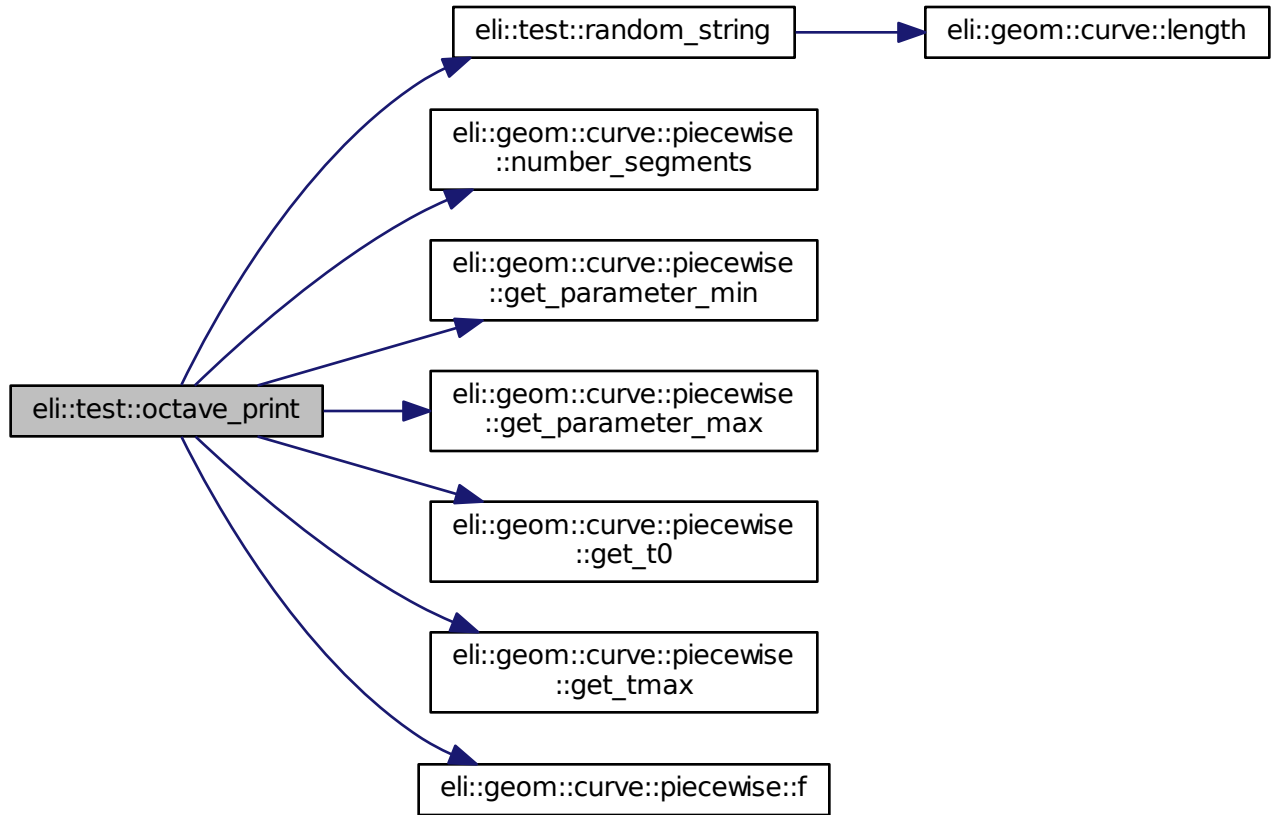 eli::test::random_string
eli::geom::curve::length
eli::geom::curve::piecewise
::number_segments
eli::geom::curve::piecewise
::get_parameter_min
eli::test::octave_print
eli::geom::curve::piecewise
::get_parameter_max
eli::geom::curve::piecewise
::get_t0
eli::geom::curve::piecewise
::get_tmax
eli::geom::curve::piecewise::f